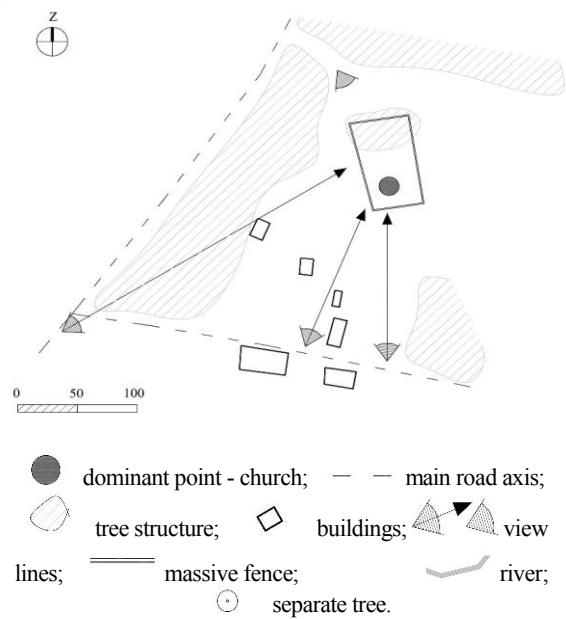 Z
0 50 100
dominant point - church; main road axis;
tree structure; buildings; view
lines; massive fence; river;
separate tree.